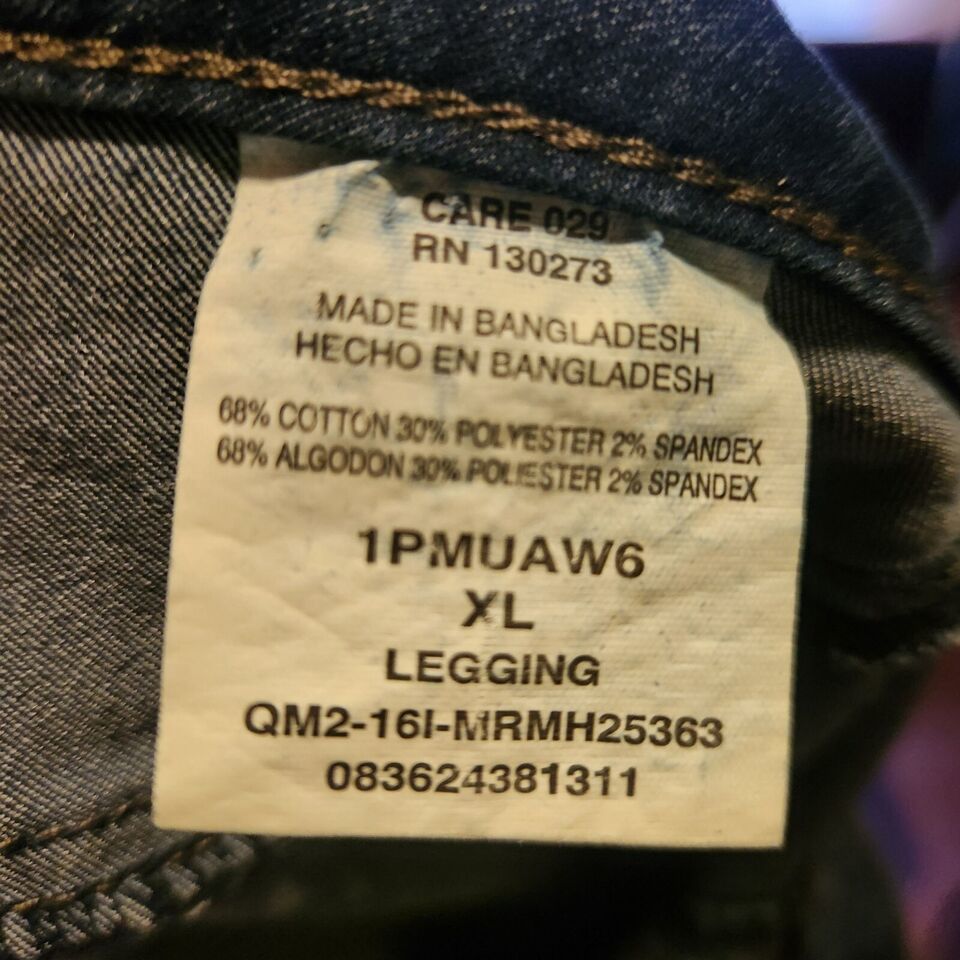 CARE 029
RN 130273
MADE IN BANGLADESH
HECHO EN BANGLADESH
68% COTTON 30% POLYESTER 2% SPANDEX
68% ALGODON 30% POLIESTER 2% SPANDEX
1PMUAW6
XL
LEGGING
QM2-16I-MRMH25363
083624381311